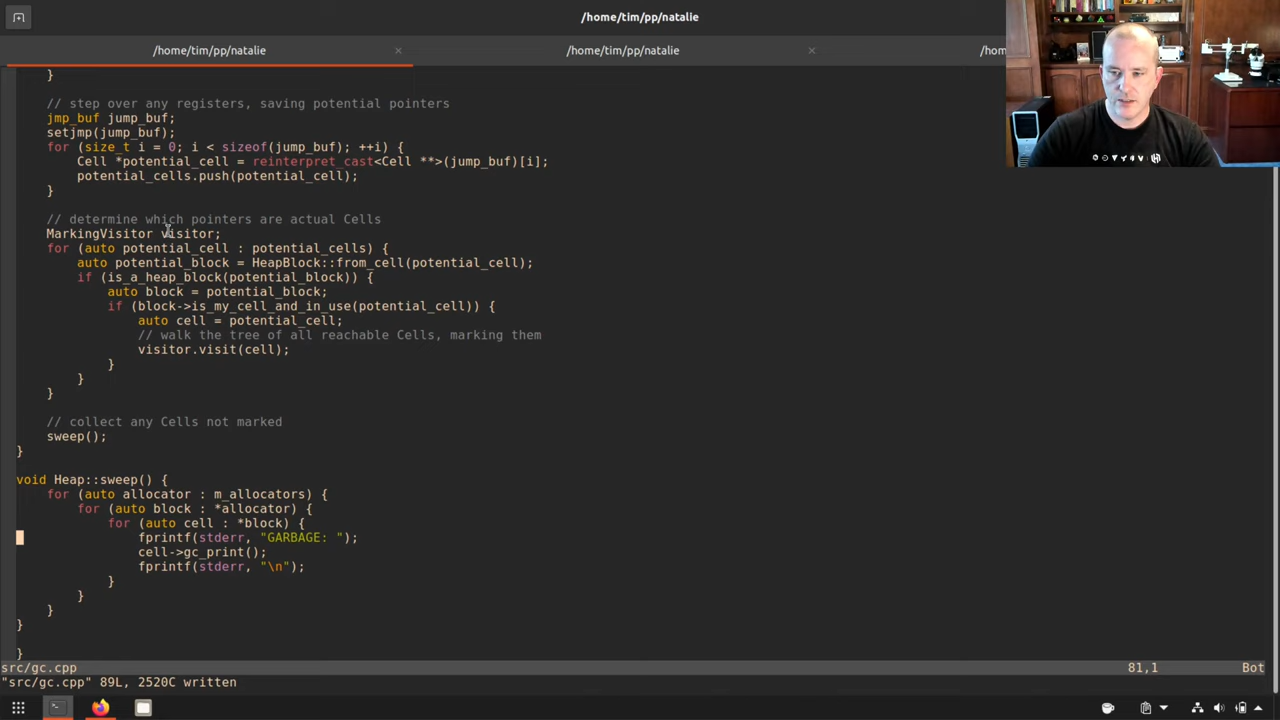 /home/tim/pp/natalie
/home/tim/pp/natalie
/home/tim/pp/natalie
/hom
}
// step over any registers, saving potential pointers
jmp_buf jump_buf;
setjmp(jump_buf);
for (size_t i = 0; i < sizeof(jump_buf); ++i) {
Cell *potential_cell = reinterpret_cast<Cell **>(jump_buf)[i];
potential_cells.push(potential_cell);
}
// determine which pointers are actual Cells
MarkingVisitor visitor;
for (auto potential_cell : potential_cells) {
auto potential_block = HeapBlock::from_cell(potential_cell);
if (is_a_heap_block(potential_block)) {
auto block = potential_block;
if (block->is_my_cell_and_in_use(potential_cell)) {
auto cell = potential_cell;
// walk the tree of all reachable Cells, marking them
visitor.visit(cell);
}
}
}
// collect any Cells not marked
sweep();
}
void Heap::sweep() {
for (auto allocator : m_allocators) {
for (auto block : *allocator) {
for (auto cell : *block) {
fprintf(stderr, "GARBAGE: ");
cell->gc_print();
fprintf(stderr, "\n");
}
}
}
}
}
src/gc.cpp 81,1 Bot
"src/gc.cpp" 89L, 2520C written